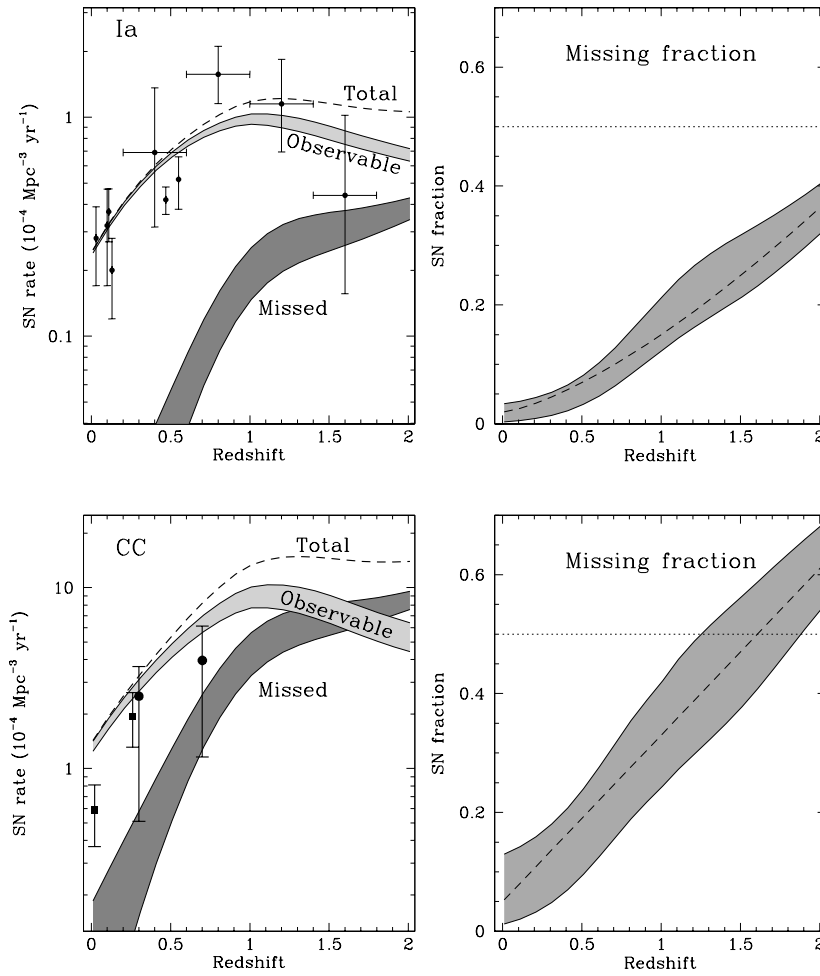 Ia
Total
Observable
Missed
SN rate (10⁻⁴ Mpc⁻³ yr⁻¹)
1
0.1
0
0.5
1
1.5
2
Redshift
Missing fraction
SN fraction
0.6
0.4
0.2
0
0
0.5
1
1.5
2
Redshift
CC
Total
Observable
Missed
SN rate (10⁻⁴ Mpc⁻³ yr⁻¹)
10
1
0
0.5
1
1.5
2
Redshift
Missing fraction
SN fraction
0.6
0.4
0.2
0
0
0.5
1
1.5
2
Redshift